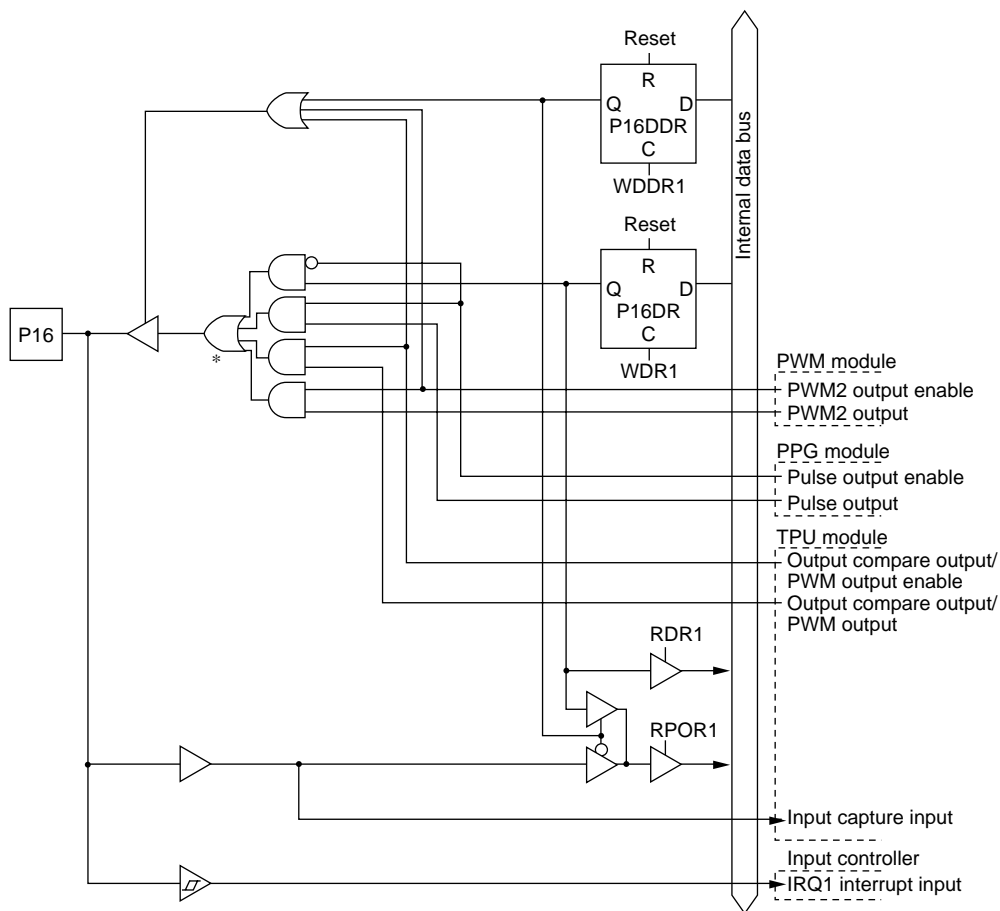 Reset
R
Q
D
P16DDR
C
WDDR1
Internal data bus
Reset
R
Q
D
P16DR
C
WDR1
P16
*
PWM module
PWM2 output enable
PWM2 output
PPG module
Pulse output enable
Pulse output
TPU module
Output compare output/
PWM output enable
Output compare output/
PWM output
RDR1
RPOR1
Input capture input
Input controller
IRQ1 interrupt input